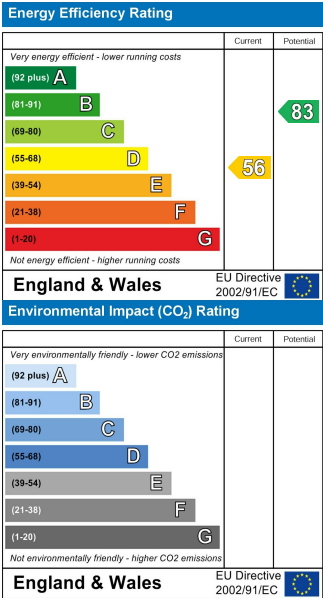 Energy Efficiency Rating
Current Potential
Very energy efficient - lower running costs
(92 plus) A
(81-91) B
(69-80) C
(55-68) D
(39-54) E
(21-38) F
(1-20) G
56
83
Not energy efficient - higher running costs
England & Wales
EU Directive
2002/91/EC
Environmental Impact (CO₂) Rating
Current Potential
Very environmentally friendly - lower CO2 emissions
(92 plus) A
(81-91) B
(69-80) C
(55-68) D
(39-54) E
(21-38) F
(1-20) G
Not environmentally friendly - higher CO2 emissions
England & Wales
EU Directive
2002/91/EC